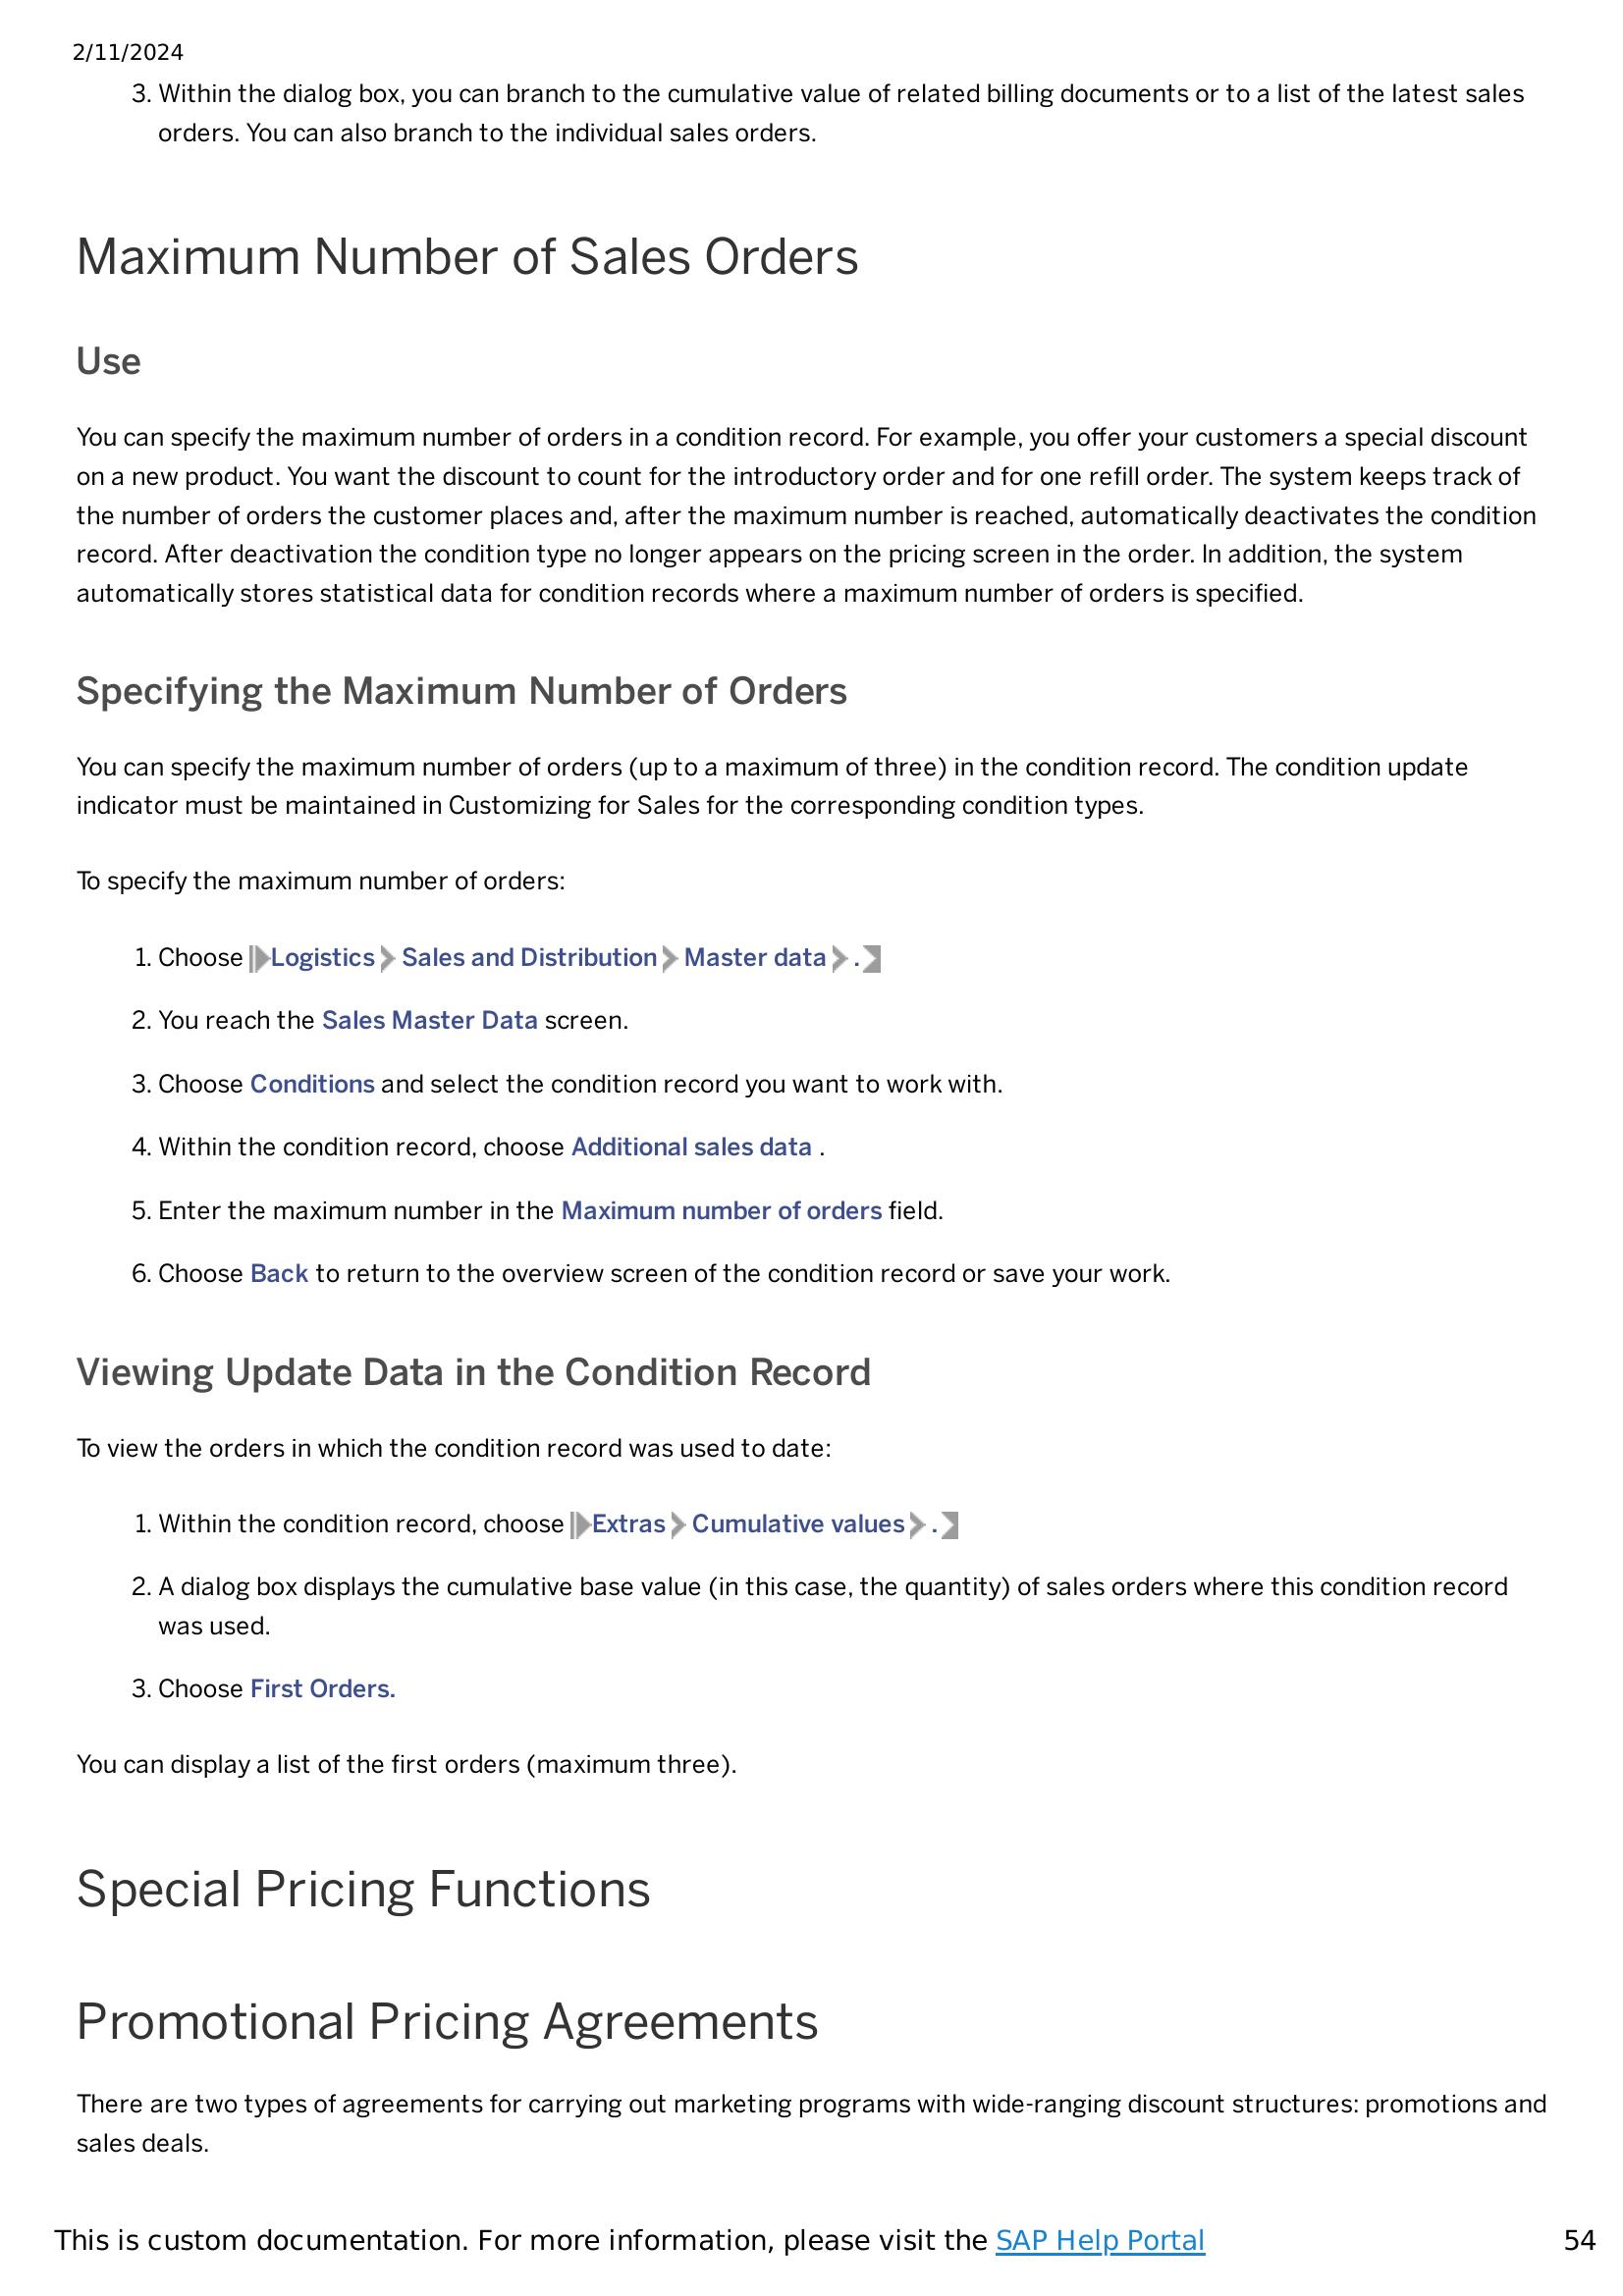 2/11/2024
3. Within the dialog box, you can branch to the cumulative value of related billing documents or to a list of the latest sales
orders. You can also branch to the individual sales orders.
Maximum Number of Sales Orders
Use
You can specify the maximum number of orders in a condition record. For example, you offer your customers a special discount
on a new product. You want the discount to count for the introductory order and for one refill order. The system keeps track of
the number of orders the customer places and, after the maximum number is reached, automatically deactivates the condition
record. After deactivation the condition type no longer appears on the pricing screen in the order. In addition, the system
automatically stores statistical data for condition records where a maximum number of orders is specified.
Specifying the Maximum Number of Orders
You can specify the maximum number of orders (up to a maximum of three) in the condition record. The condition update
indicator must be maintained in Customizing for Sales for the corresponding condition types.
To specify the maximum number of orders:
1. Choose Logistics Sales and Distribution Master data .
2. You reach the Sales Master Data screen.
3. Choose Conditions and select the condition record you want to work with.
4. Within the condition record, choose Additional sales data .
5. Enter the maximum number in the Maximum number of orders field.
6. Choose Back to return to the overview screen of the condition record or save your work.
Viewing Update Data in the Condition Record
To view the orders in which the condition record was used to date:
1. Within the condition record, choose Extras Cumulative values .
2. A dialog box displays the cumulative base value (in this case, the quantity) of sales orders where this condition record
was used.
3. Choose First Orders.
You can display a list of the first orders (maximum three).
Special Pricing Functions
Promotional Pricing Agreements
There are two types of agreements for carrying out marketing programs with wide-ranging discount structures: promotions and
sales deals.
This is custom documentation. For more information, please visit the SAP Help Portal 54